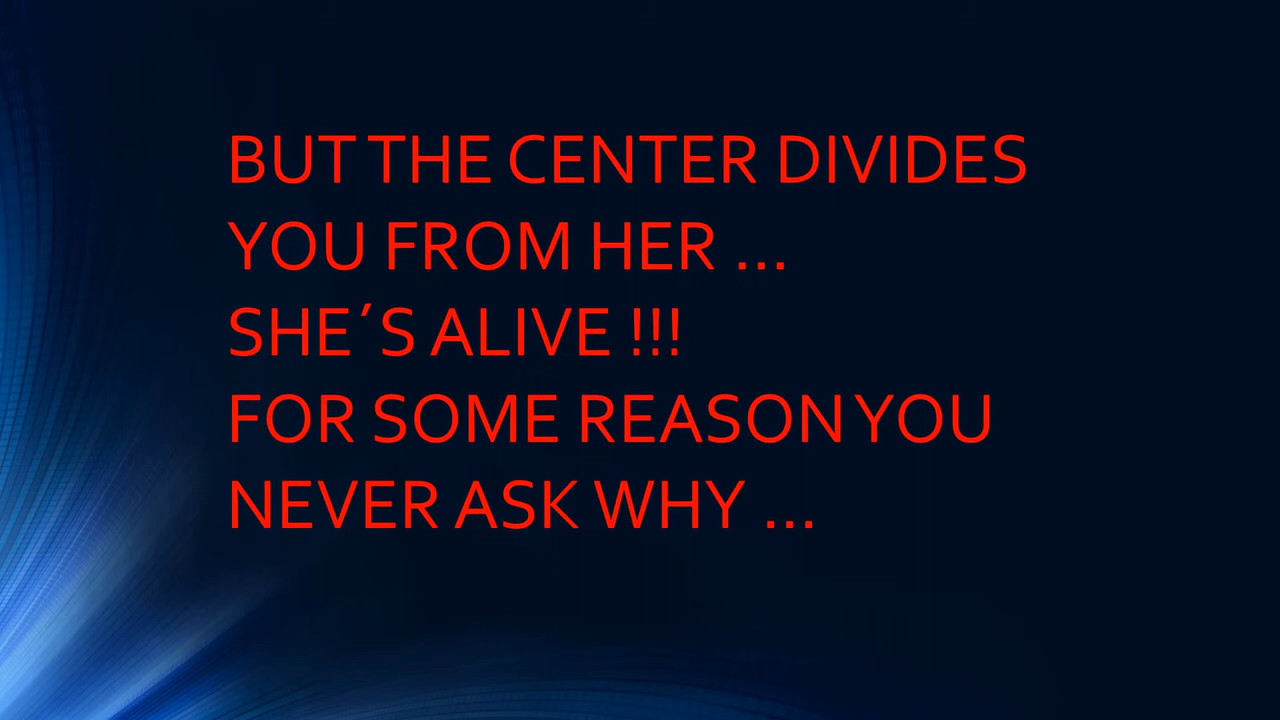 BUT THE CENTER DIVIDES
YOU FROM HER ...
SHE´S ALIVE !!!
FOR SOME REASON YOU
NEVER ASK WHY ...